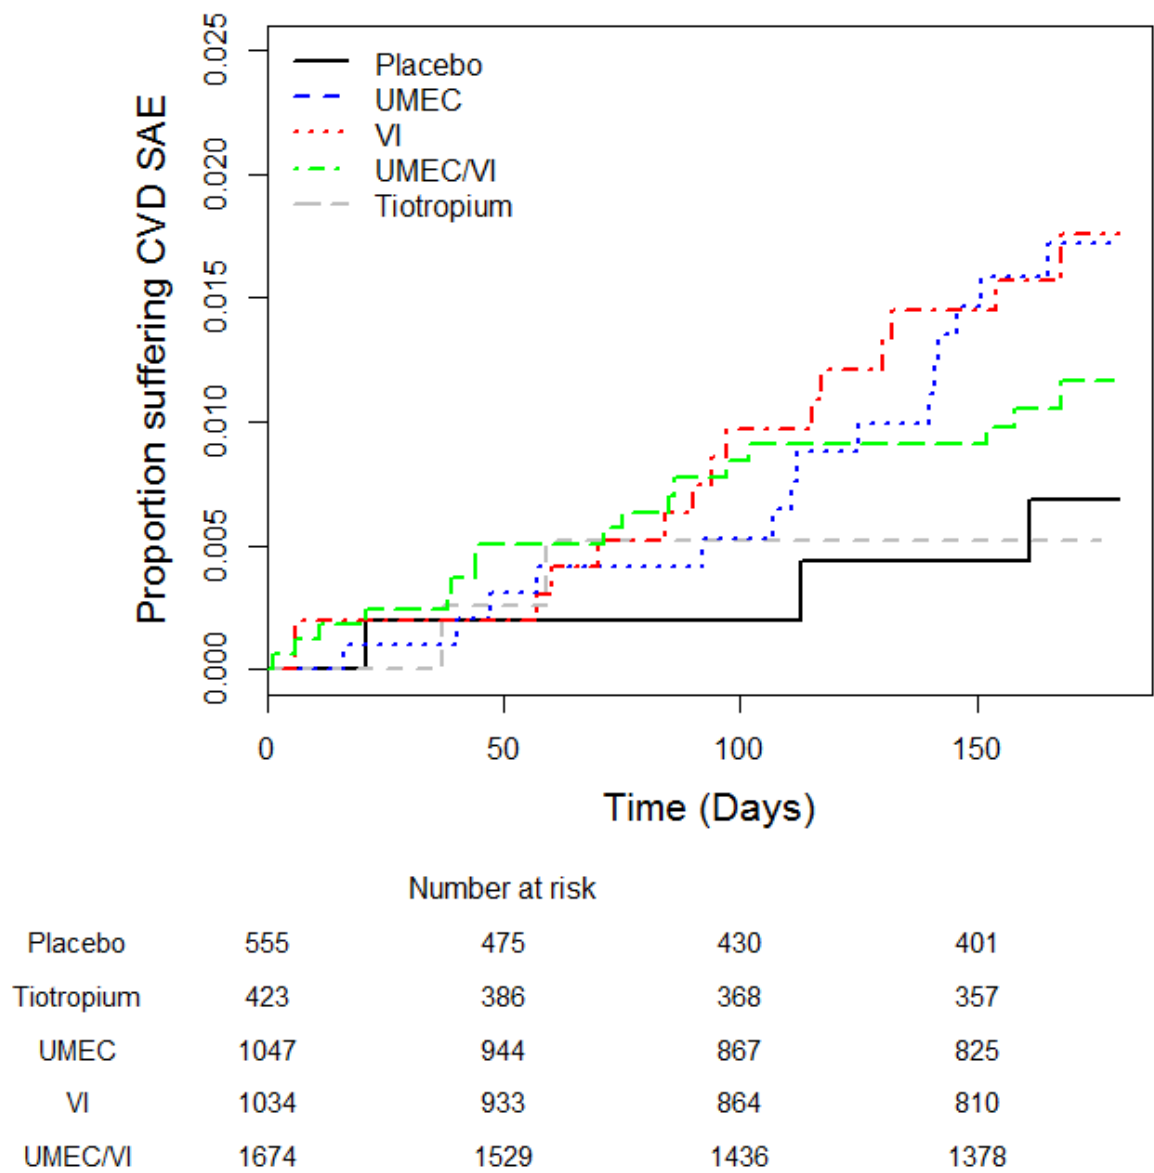 Proportion suffering CVD SAE
0.025
0.020
0.015
0.010
0.005
0.000
Placebo
UMEC
VI
UMEC/VI
Tiotropium
0 50 100 150
Time (Days)
Number at risk
Placebo 555 475 430 401
Tiotropium 423 386 368 357
UMEC 1047 944 867 825
VI 1034 933 864 810
UMEC/VI 1674 1529 1436 1378